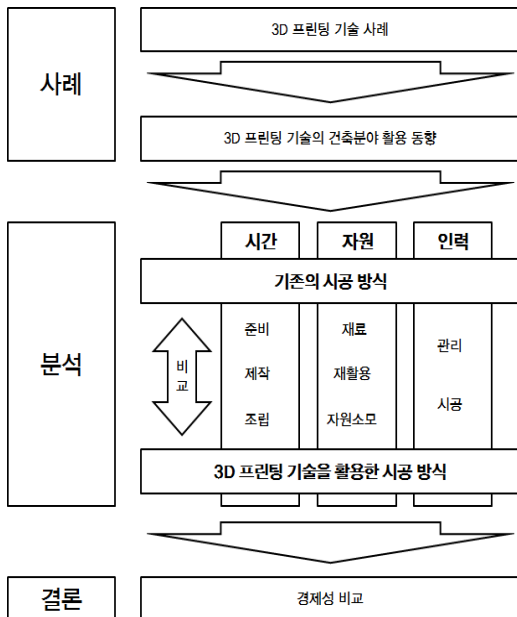 사례
3D 프린팅 기술 사례
3D 프린팅 기술의 건축분야 활용 동향
분석
시간 자원 인력
기존의 시공 방식
비교
준비 재료 관리
제작 재활용 시공
조립 자원소모
3D 프린팅 기술을 활용한 시공 방식
결론
경제성 비교